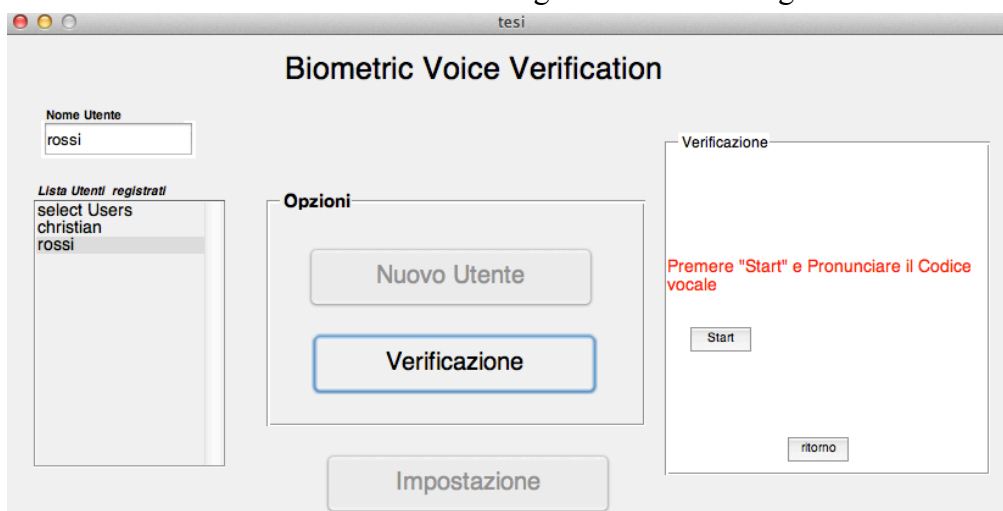 tesi
Biometric Voice Verification
Nome Utente
rossi
Lista Utenti registrati
select Users
christian
rossi
Opzioni
Nuovo Utente
Verificazione
Impostazione
Verificazione
Premere "Start" e Pronunciare il Codice
vocale
Start
ritorno